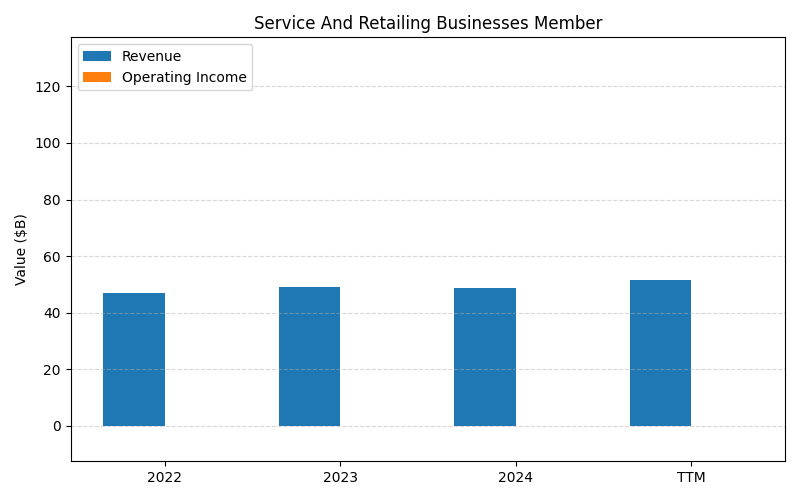 Service And Retailing Businesses Member
Revenue
Operating Income
Value ($B)
120
100
80
60
40
20
0
2022
2023
2024
TTM